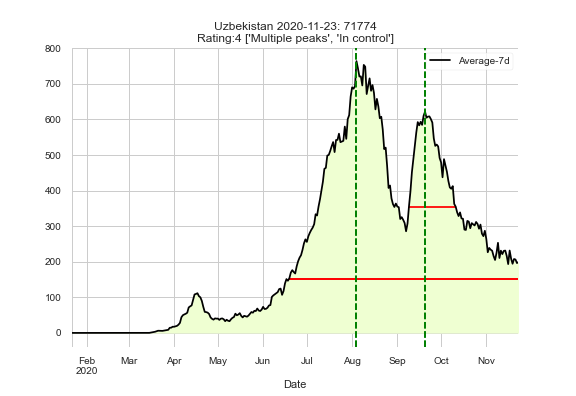 Uzbekistan 2020-11-23: 71774
Rating:4 ['Multiple peaks', 'In control']
Average-7d
800
700
600
500
400
300
200
100
0
Feb Mar Apr May Jun Jul Aug Sep Oct Nov
2020
Date